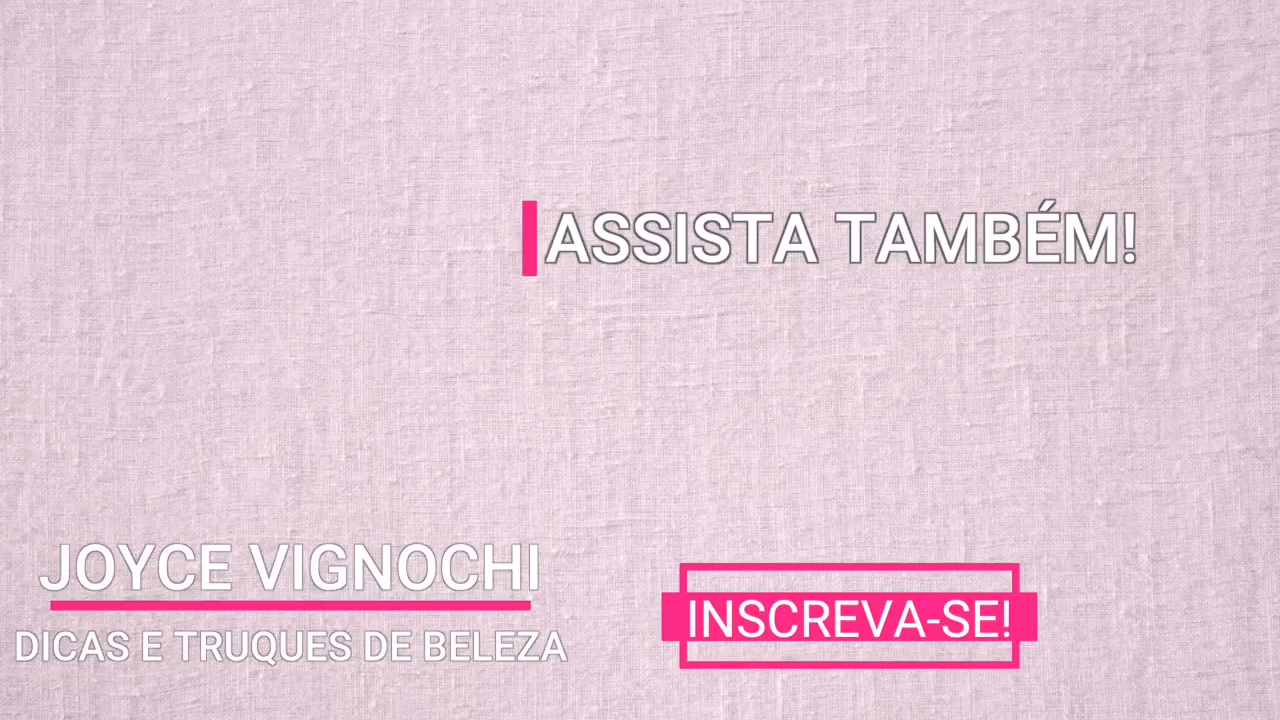 ASSISTA TAMBÉM!
JOYCE VIGNOCHI
DICAS E TRUQUES DE BELEZA
INSCREVA-SE!